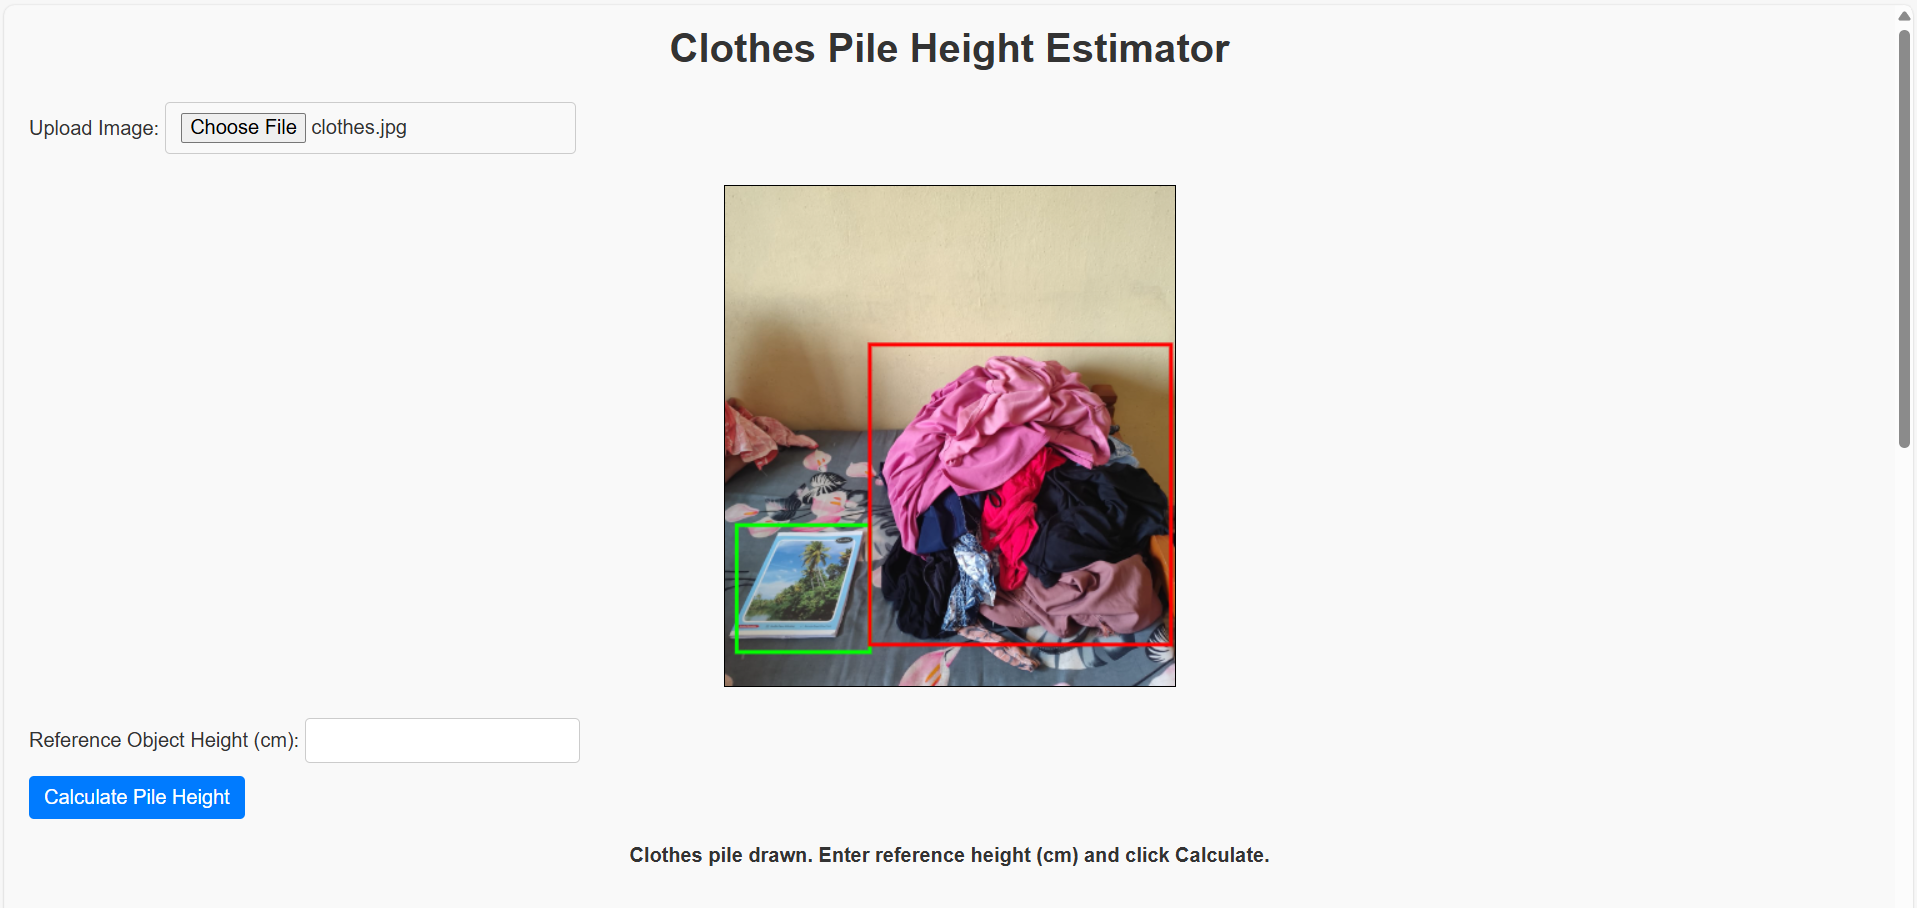 Clothes Pile Height Estimator
Upload Image: Choose File clothes.jpg
Reference Object Height (cm):
Calculate Pile Height
Clothes pile drawn. Enter reference height (cm) and click Calculate.